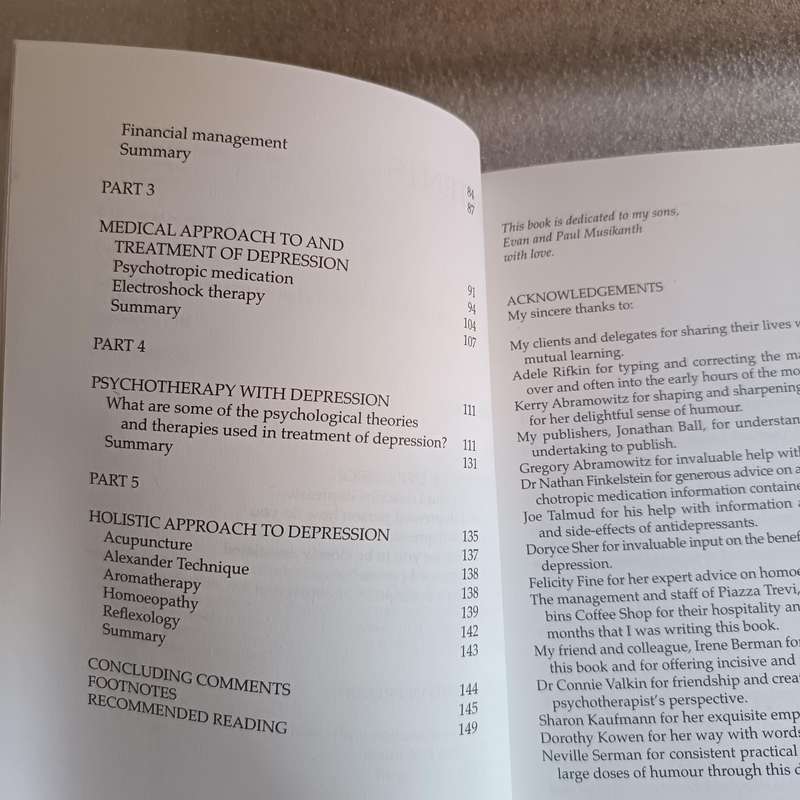 Financial management 84
Summary 87
PART 3
MEDICAL APPROACH TO AND
TREATMENT OF DEPRESSION 91
Psychotropic medication 94
Electroshock therapy 104
Summary 107
PART 4
PSYCHOTHERAPY WITH DEPRESSION 111
What are some of the psychological theories
and therapies used in treatment of depression? 111
Summary 131
PART 5
HOLISTIC APPROACH TO DEPRESSION 135
Acupuncture 137
Alexander Technique 138
Aromatherapy 138
Homoeopathy 139
Reflexology 142
Summary 143
CONCLUDING COMMENTS 144
FOOTNOTES 145
RECOMMENDED READING 149
This book is dedicated to my sons,
Evan and Paul Musikanth
with love.
ACKNOWLEDGEMENTS
My sincere thanks to:
My clients and delegates for sharing their lives
mutual learning.
Adele Rifkin for typing and correcting the
over and often into the early hours of the
Kerry Abramowitz for shaping and sharpening
for her delightful sense of humour.
My publishers, Jonathan Ball, for
undertaking to publish.
Gregory Abramowitz for invaluable help
Dr Nathan Finkelstein for generous advice on
chotropic medication information
Joe Talmud for his help with information
and side-effects of antidepressants.
Doryce Sher for invaluable input on the
depression.
Felicity Fine for her expert advice on
The management and staff of Piazza Trevi,
bins Coffee Shop for their hospitality
months that I was writing this book.
My friend and colleague, Irene Berman
this book and for offering incisive and
Dr Connie Valkin for friendship and
psychotherapist's perspective.
Sharon Kaufmann for her exquisite
Dorothy Kowen for her way with words
Neville Serman for consistent practical
large doses of humour through this